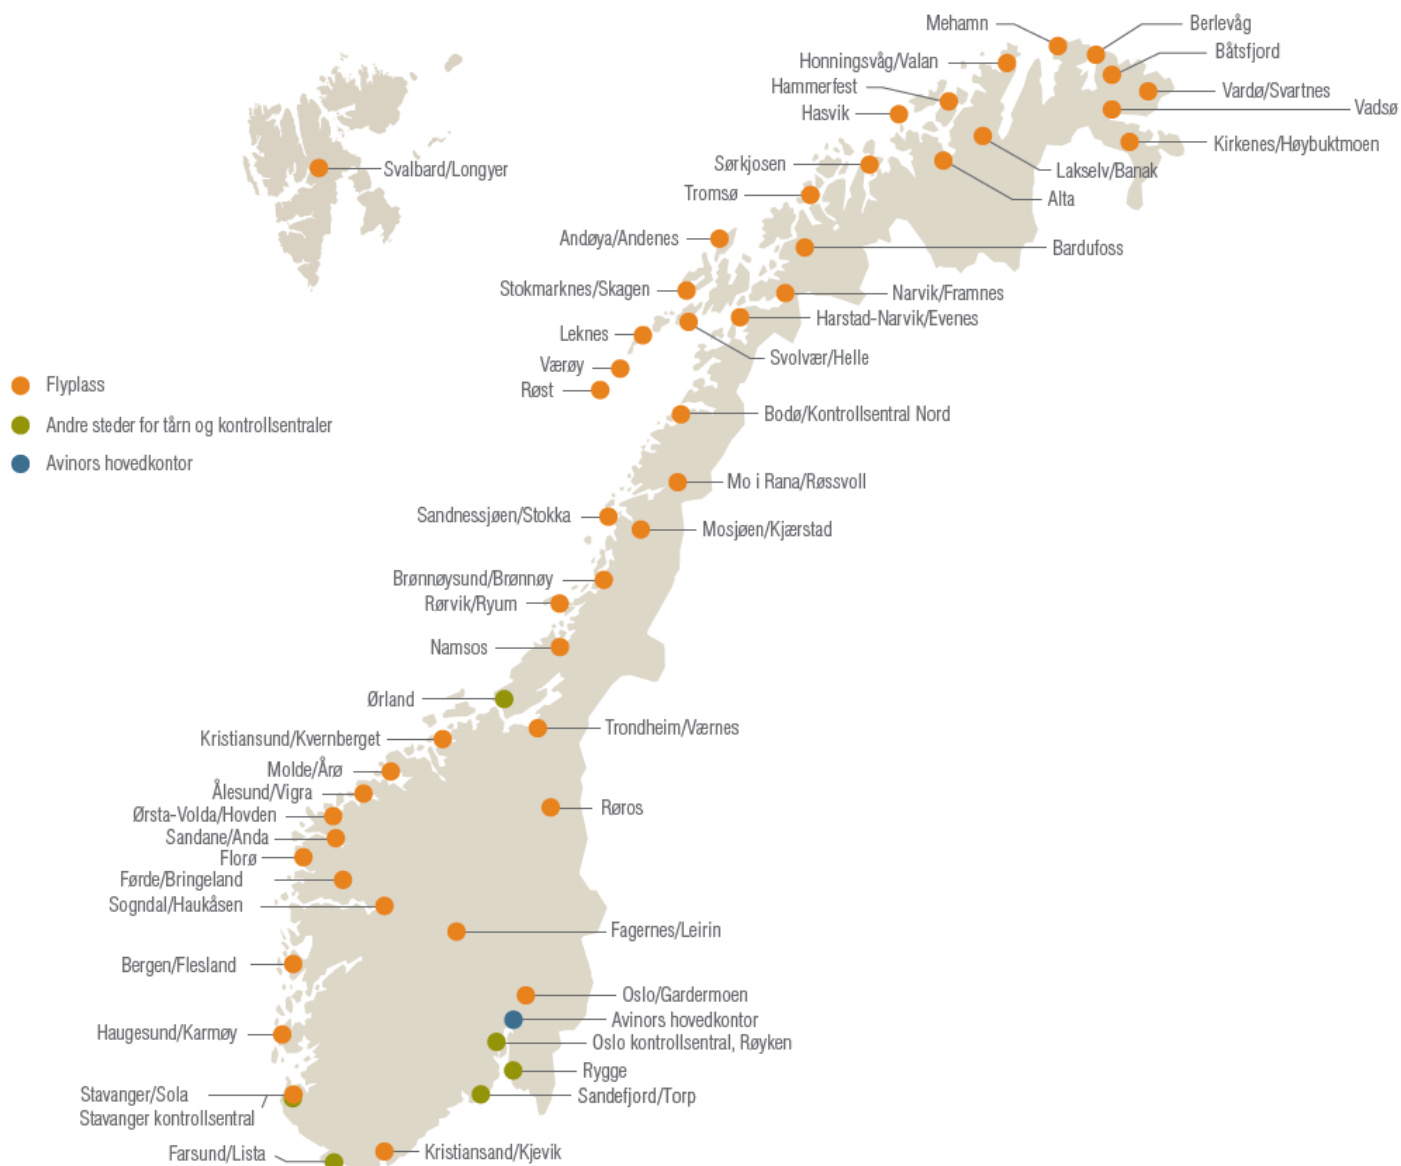 Mehamn
Berlevåg
Båtsfjord
Honningsvåg/Valan
Hammerfest
Vardø/Svartnes
Hasvik
Vadsø
Kirkenes/Høybuktmoen
Sørkjosen
Svalbard/Longyer
Lakselv/Banak
Tromsø
Alta
Andøya/Andenes
Bardufoss
Stokmarknes/Skagen
Narvik/Framnes
Harstad-Narvik/Evenes
Leknes
Svolvær/Helle
Værøy
Flyplass
Røst
Bodø/Kontrollsentral Nord
Andre steder for tårn og kontrollsentraler
Avinors hovedkontor
Mo i Rana/Røssvoll
Sandnessjøen/Stokka
Mosjøen/Kjærstad
Brønnøysund/Brønnøy
Rørvik/Ryum
Namsos
Ørland
Trondheim/Værnes
Kristiansund/Kvernberget
Molde/Årø
Ålesund/Vigra
Røros
Ørsta-Volda/Hovden
Sandane/Anda
Florø
Førde/Bringeland
Sogndal/Haukåsen
Fagernes/Leirin
Bergen/Flesland
Oslo/Gardermoen
Avinors hovedkontor
Haugesund/Karmøy
Oslo kontrollsentral, Røyken
Rygge
Stavanger/Sola
Sandefjord/Torp
Stavanger kontrollsentral
Farsund/Lista
Kristiansand/Kjevik